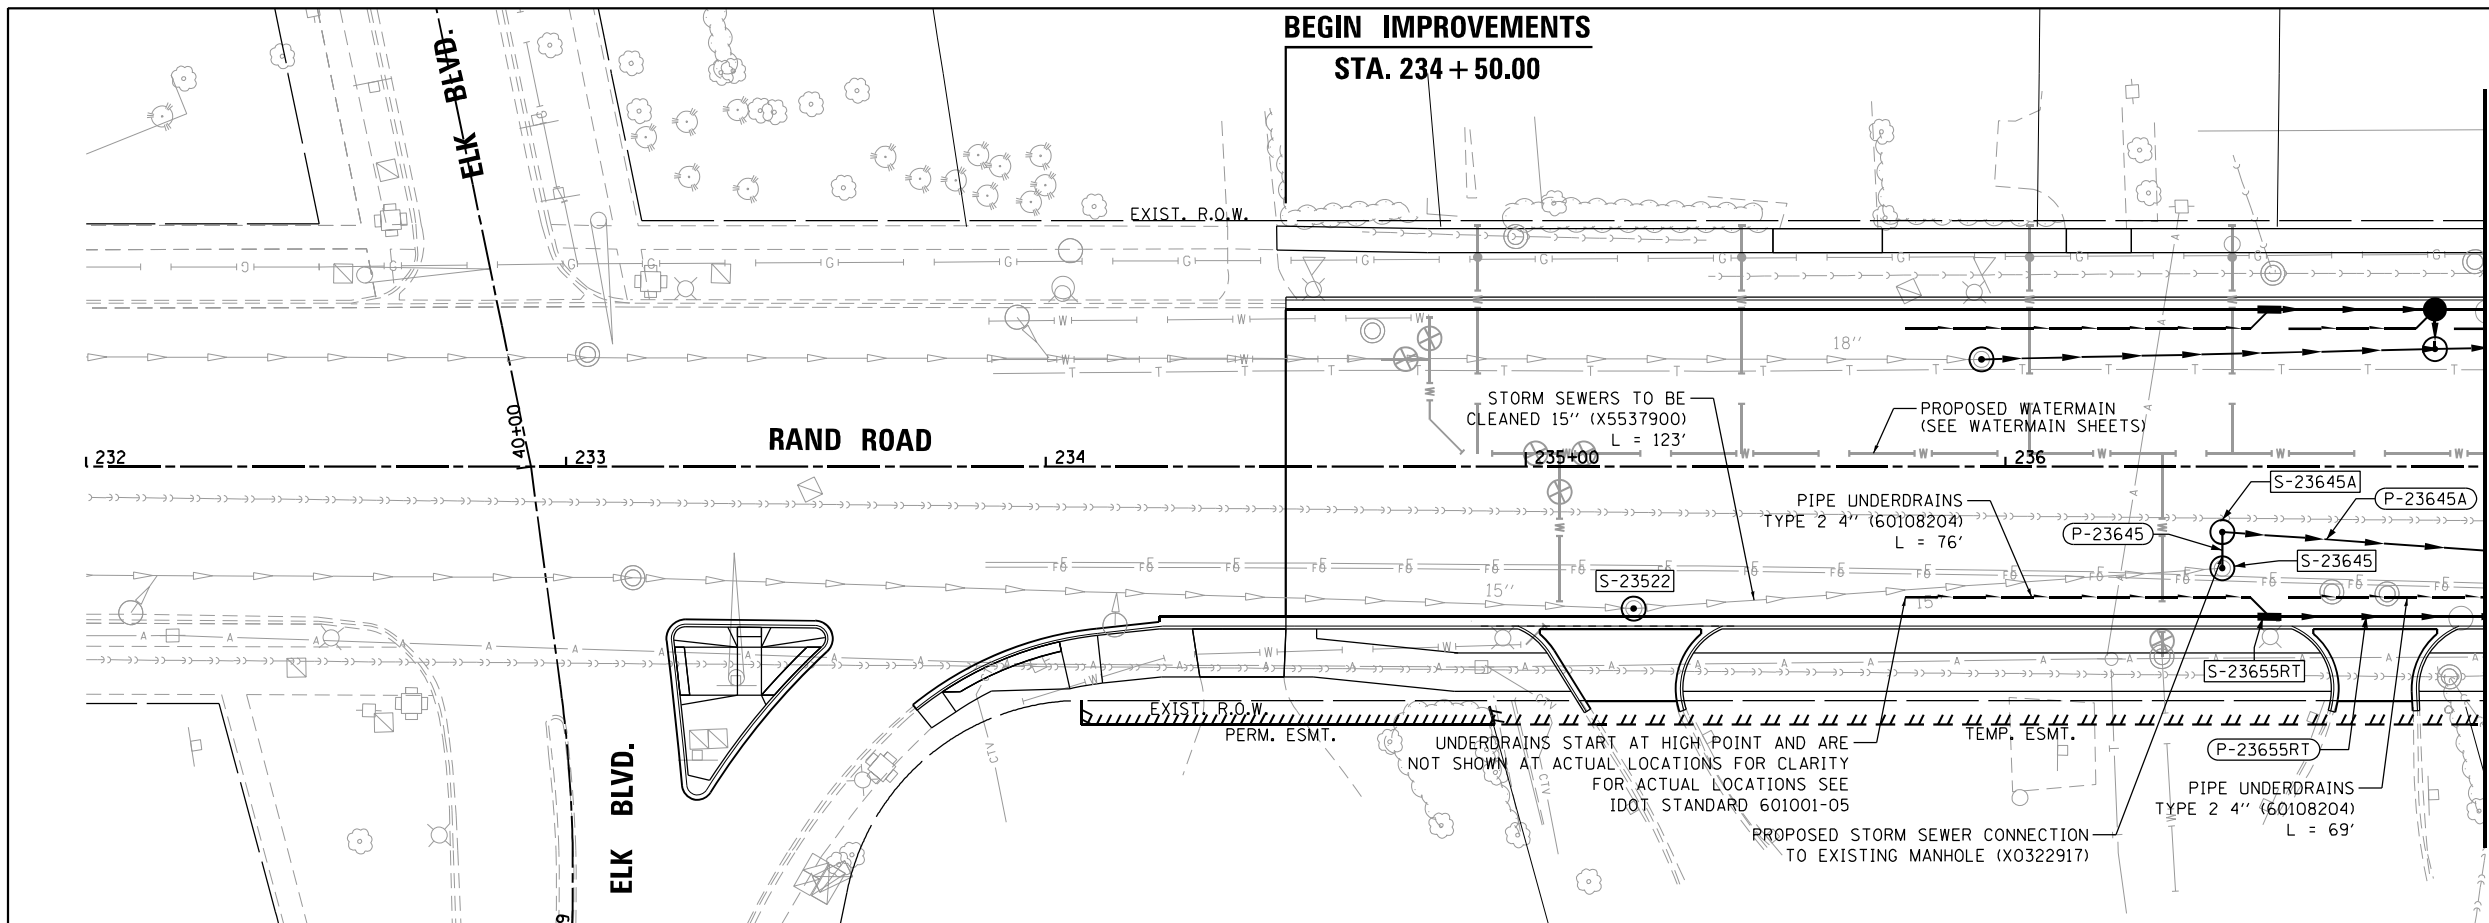 BEGIN IMPROVEMENTS
STA. 234+50.00
ELK BLVD.
EXIST. R.O.W.
18''
STORM SEWERS TO BE
CLEANED 15'' (X5537900)
L = 123'
PROPOSED WATERMAIN
(SEE WATERMAIN SHEETS)
40+00
RAND ROAD
232
233
234
235+00
236
S-23645A
P-23645A
PIPE UNDERDRAINS
TYPE 2 4'' (60108204)
L = 76'
P-23645
S-23645
S-23522
15''
15''
S-23655RT
EXIST. R.O.W.
PERM. ESMT.
TEMP. ESMT.
UNDERDRAINS START AT HIGH POINT AND ARE
NOT SHOWN AT ACTUAL LOCATIONS FOR CLARITY
FOR ACTUAL LOCATIONS SEE
IDOT STANDARD 601001-05
P-23655RT
PIPE UNDERDRAINS
TYPE 2 4'' (60108204)
L = 69'
PROPOSED STORM SEWER CONNECTION
TO EXISTING MANHOLE (X0322917)
CTV
CTV
CTV
ELK BLVD.